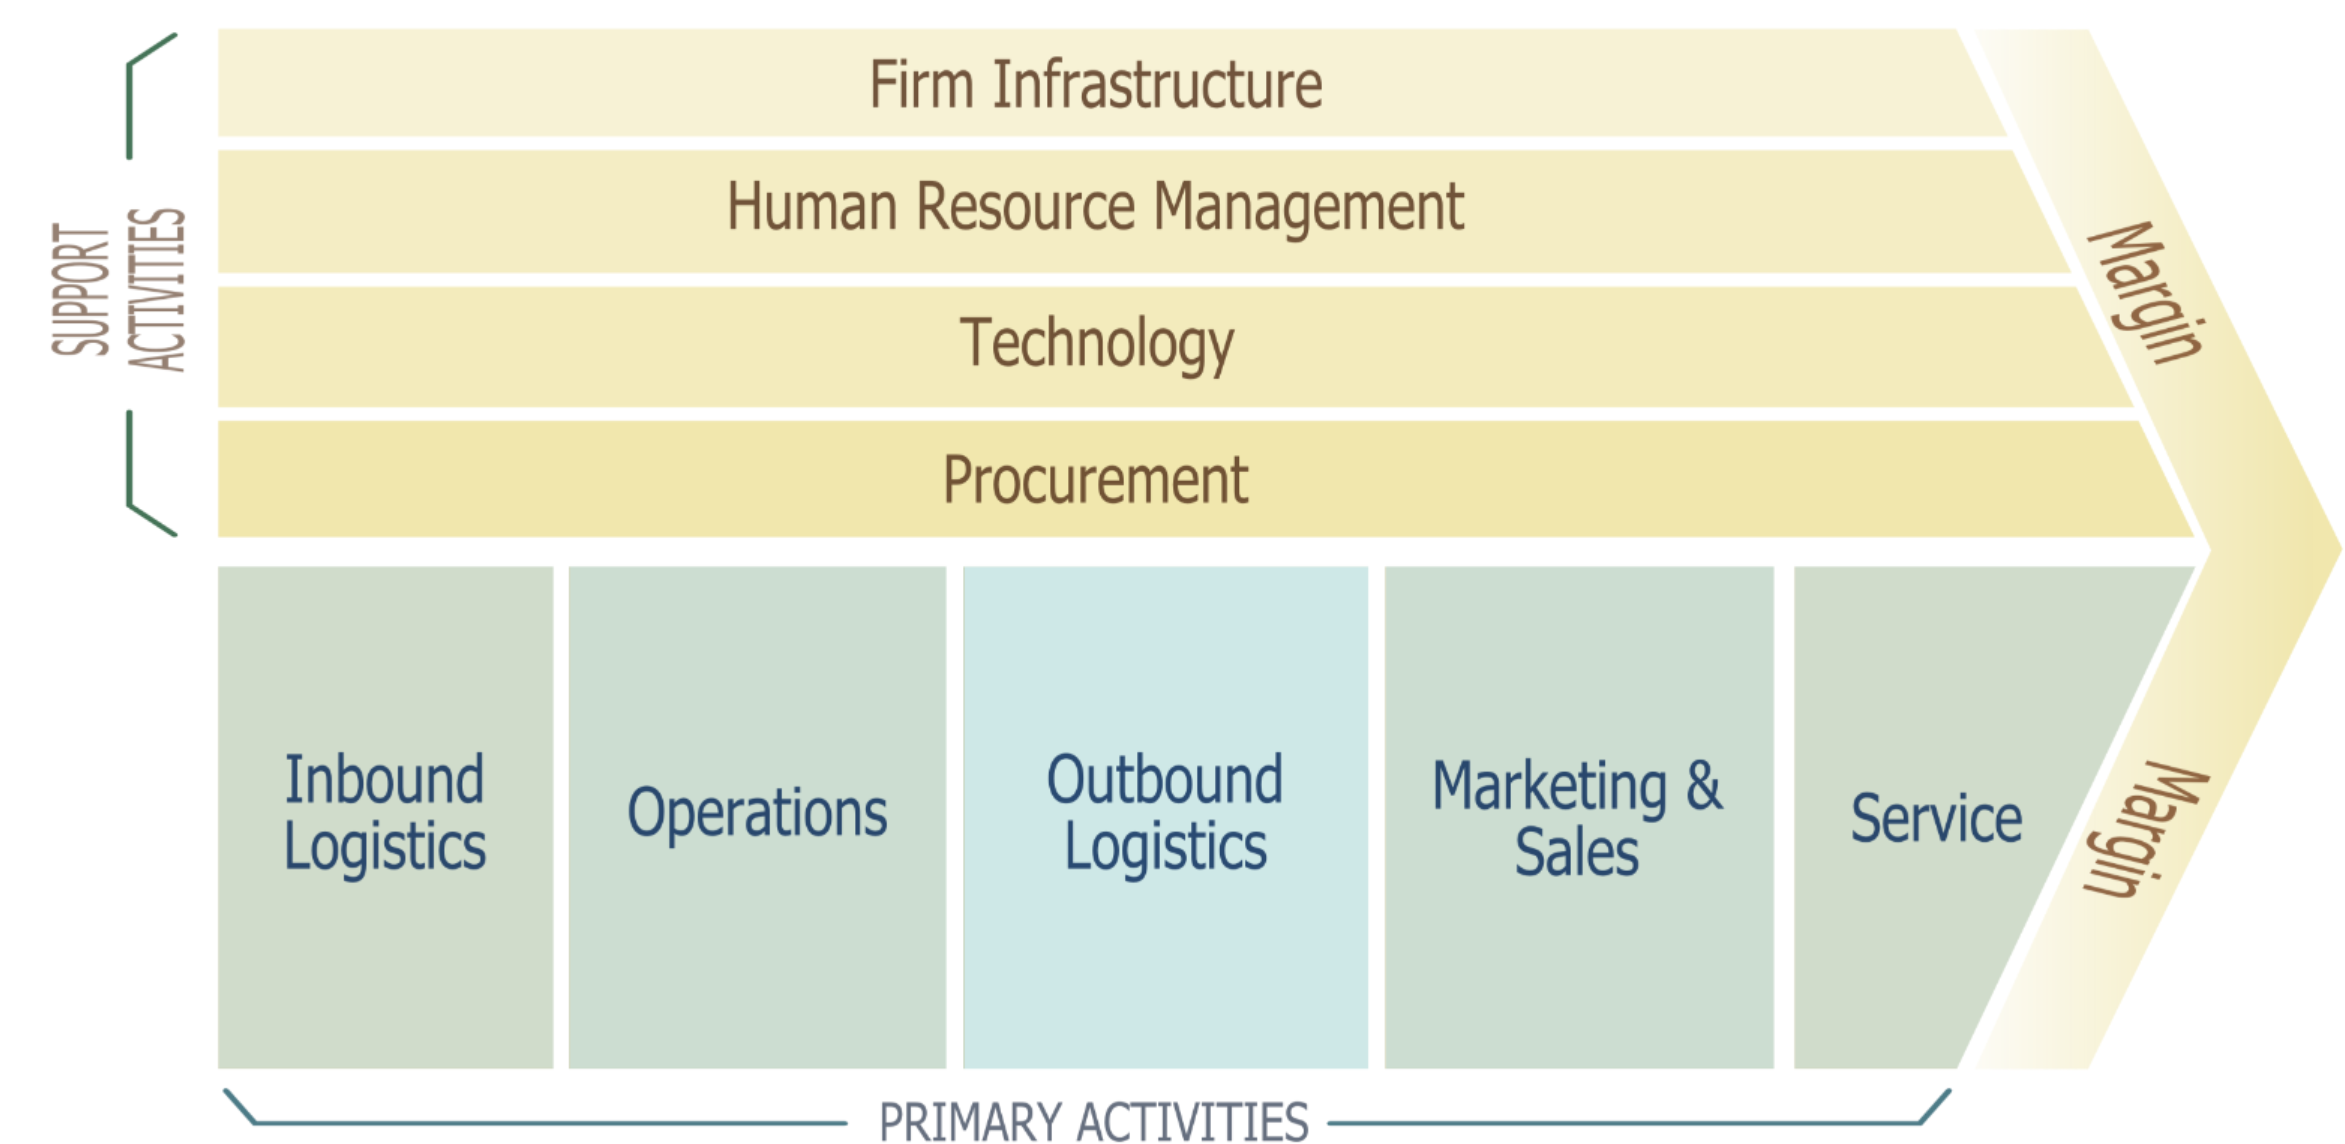 Firm Infrastructure
Human Resource Management
Technology
Procurement
SUPPORT
ACTIVITIES
Margin
Inbound
Logistics
Operations
Outbound
Logistics
Marketing &
Sales
Service
Margin
PRIMARY ACTIVITIES